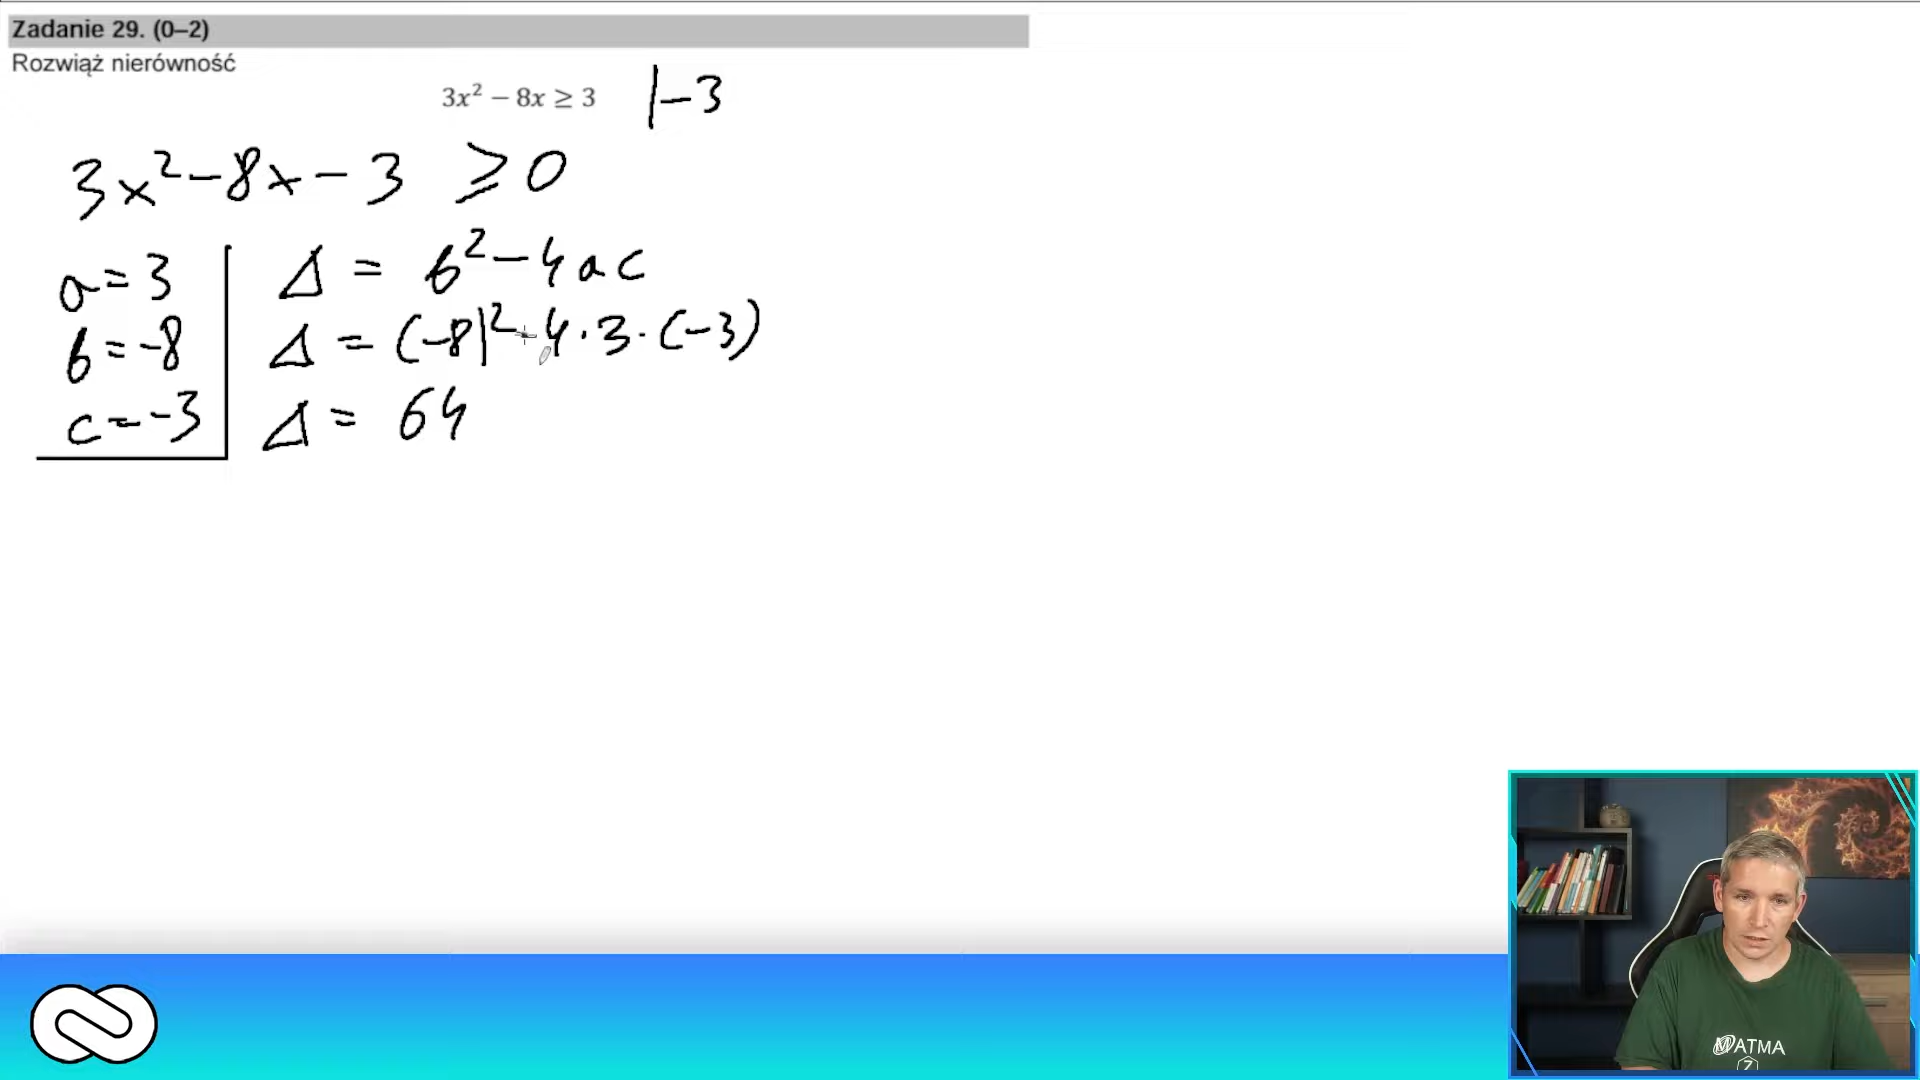 Zadanie 29. (0–2)
Rozwiąż nierówność
3x² − 8x ≥ 3 |−3
3x² − 8x − 3 ≥ 0
a = 3
b = −8
c = −3
Δ = b² − 4ac
Δ = (−8)² − 4 · 3 · (−3)
Δ = 64
MATMA
Z